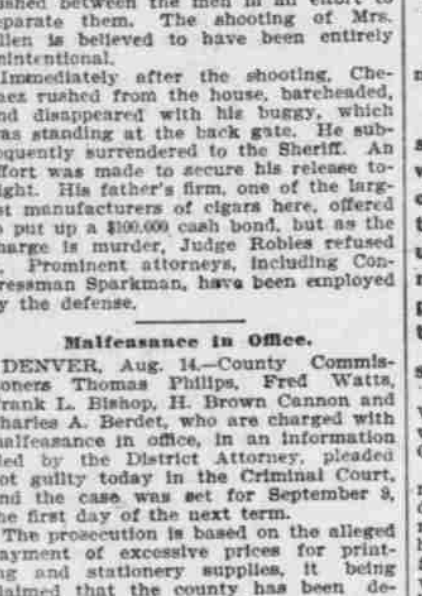 ushed between the men in an effort to
eparate them. The shooting of Mrs.
llen is believed to have been entirely
nintentional.
Immediately after the shooting, Che-
nez rushed from the house, bareheaded,
nd disappeared with his buggy, which
as standing at the back gate. He sub-
equently surrendered to the Sheriff. An
ffort was made to secure his release to-
ight. His father's firm, one of the larg-
st manufacturers of cigars here, offered
o put up a $100,000 cash bond, but as the
harge is murder, Judge Robles refused
t. Prominent attorneys, including Con-
ressman Sparkman, have been employed
y the defense.
Malfeasance in Office.
DENVER, Aug. 14.—County Commis-
oners Thomas Philips, Fred Watts,
rank L. Bishop, H. Brown Cannon and
harles A. Berdet, who are charged with
alfeasance in office, in an information
led by the District Attorney, pleaded
ot guilty today in the Criminal Court,
nd the case was set for September 9,
he first day of the next term.
The prosecution is based on the alleged
ayment of excessive prices for print-
ng and stationery supplies, it being
laimed that the county has been de-